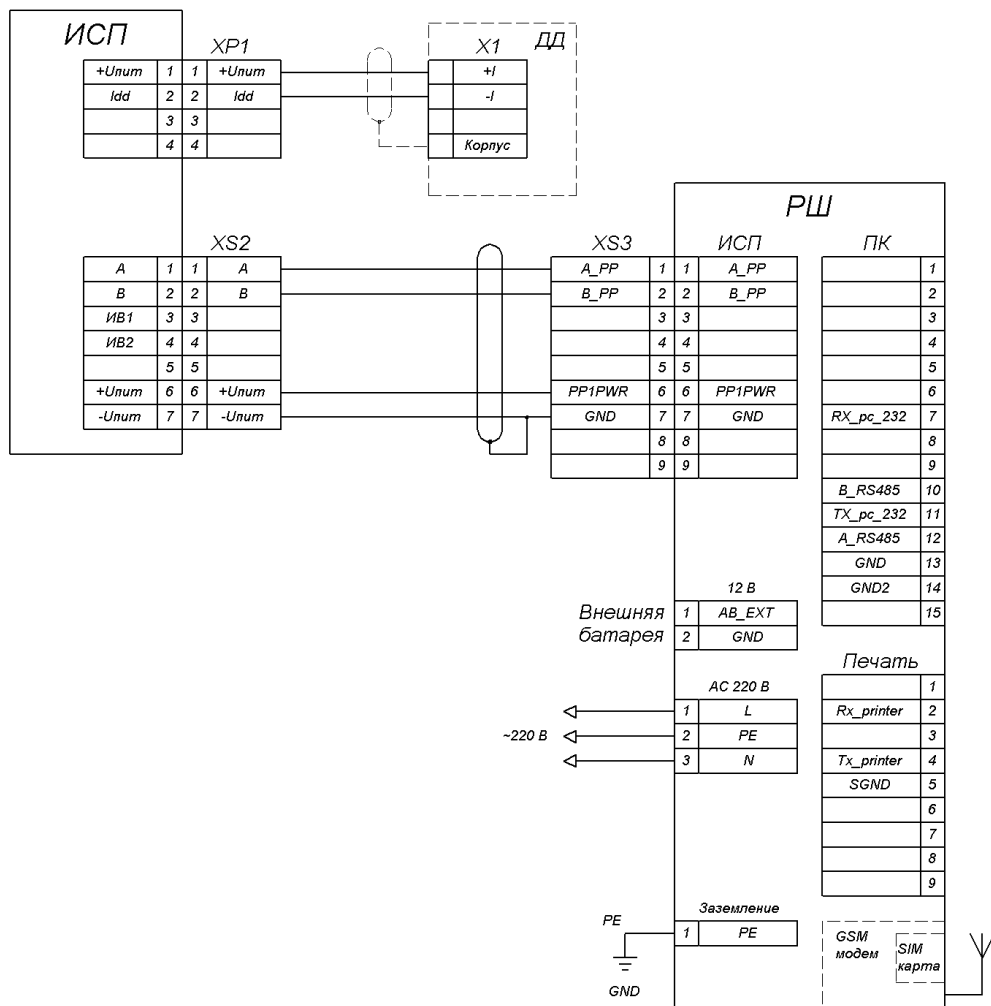 ИСП
XP1
+Uпит 1 1 +Uпит
Idd 2 2 Idd
3 3
4 4
X1
ДД
+I
-I
Корпус
XS2
A 1 1 A
B 2 2 B
ИВ1 3 3
ИВ2 4 4
5 5
+Uпит 6 6 +Uпит
-Uпит 7 7 -Uпит
РШ
XS3
ИСП
A_PP 1 1 A_PP
B_PP 2 2 B_PP
3 3
4 4
5 5
PP1PWR 6 6 PP1PWR
GND 7 7 GND
8 8
9 9
ПК
1
2
3
4
5
6
RX_pc_232 7
8
9
B_RS485 10
TX_pc_232 11
A_RS485 12
GND 13
GND2 14
15
Внешняя
батарея
12 В
1 AB_EXT
2 GND
~220 В
AC 220 В
1 L
2 PE
3 N
Печать
1
Rx_printer 2
3
Tx_printer 4
SGND 5
6
7
8
9
PE
GND
Заземление
1 PE
GSM
модем
SIM
карта